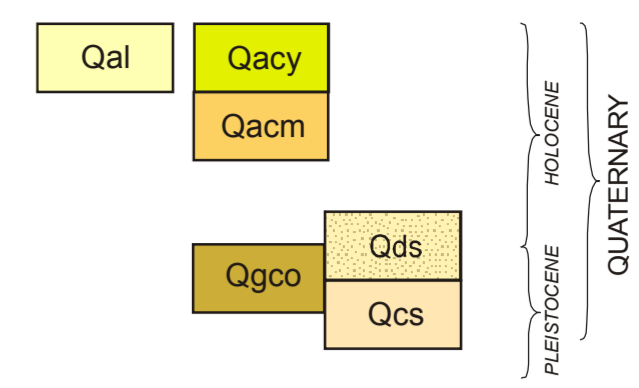 Qal
Qacy
Qacm
Qds
Qgco
Qcs
HOLOCENE
PLEISTOCENE
QUATERNARY